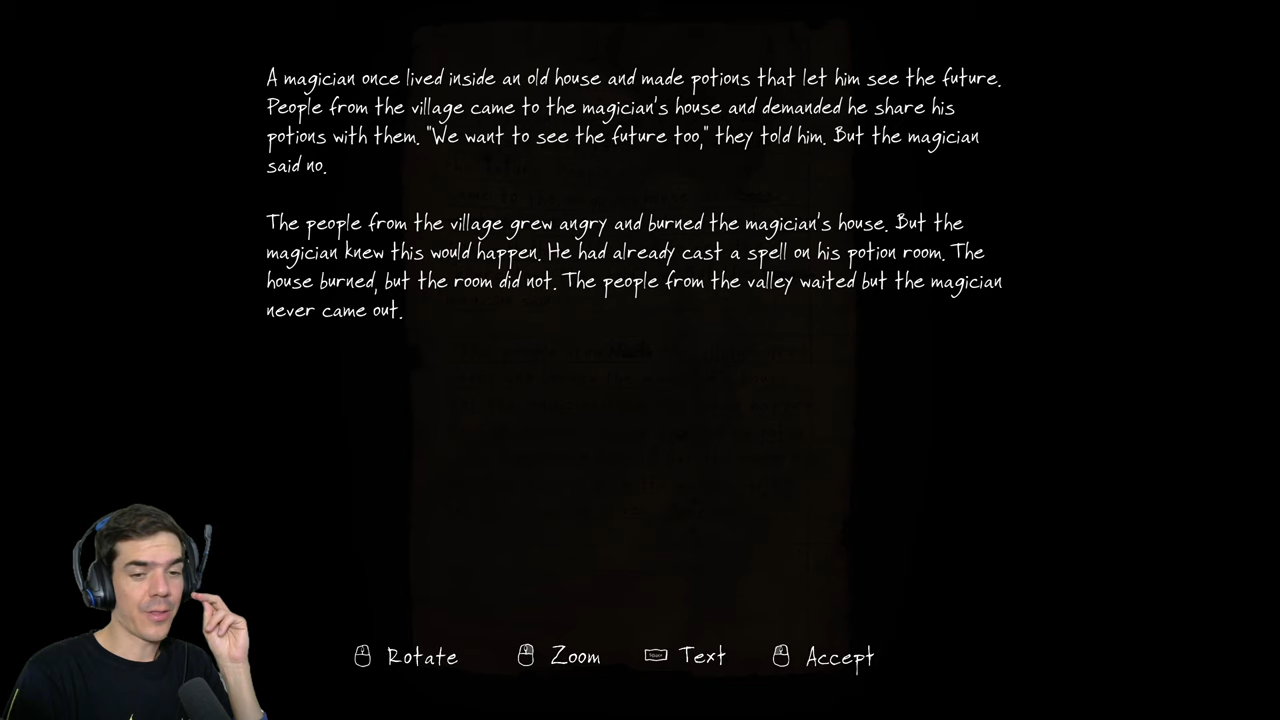 A magician once lived inside an old house and made potions that let him see the future.
People from the village came to the magician's house and demanded he share his
potions with them. "We want to see the future too," they told him. But the magician
said no.
The people from the village grew angry and burned the magician's house. But the
magician knew this would happen. He had already cast a spell on his potion room. The
house burned, but the room did not. The people from the valley waited but the magician
never came out.
Rotate Zoom Text Accept